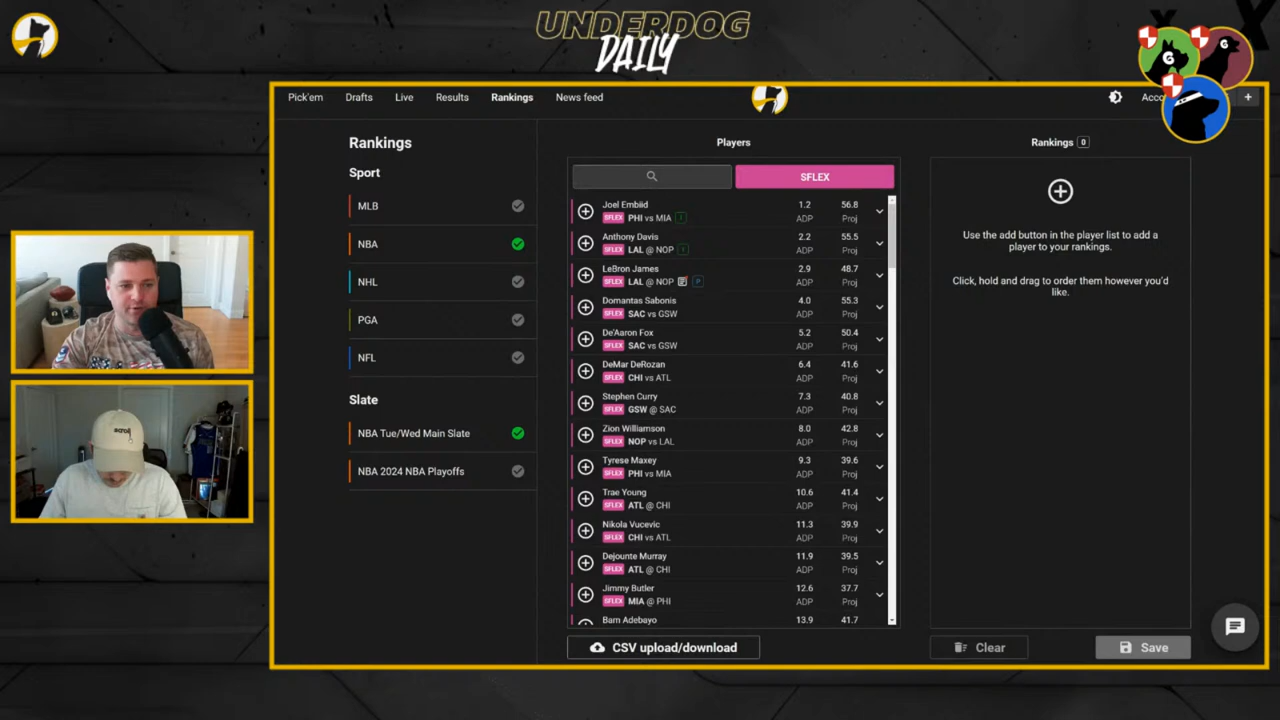 UNDERDOG
DAILY
G
G
Pick'em Drafts Live Results Rankings News feed
+
Rankings
Sport
MLB
NBA
NHL
PGA
NFL
Slate
NBA Tue/Wed Main Slate
NBA 2024 NBA Playoffs
Players
SFLEX
Joel Embiid 1.2 56.8
SFLEX PHI vs MIA I ADP Proj
Anthony Davis 2.2 55.5
SFLEX LAL @ NOP ADP Proj
LeBron James 2.9 48.7
SFLEX LAL @ NOP P ADP Proj
Domantas Sabonis 4.0 55.3
SFLEX SAC vs GSW ADP Proj
De'Aaron Fox 5.2 50.4
SFLEX SAC vs GSW ADP Proj
DeMar DeRozan 6.4 41.6
SFLEX CHI vs ATL ADP Proj
Stephen Curry 7.3 40.8
SFLEX GSW @ SAC ADP Proj
Zion Williamson 8.0 42.8
SFLEX NOP vs LAL ADP Proj
Tyrese Maxey 9.3 39.6
SFLEX PHI vs MIA ADP Proj
Trae Young 10.6 41.4
SFLEX ATL @ CHI ADP Proj
Nikola Vucevic 11.3 39.9
SFLEX CHI vs ATL ADP Proj
Dejounte Murray 11.9 39.5
SFLEX ATL @ CHI ADP Proj
Jimmy Butler 12.6 37.7
SFLEX MIA @ PHI ADP Proj
Bam Adebayo 13.9 41.7
CSV upload/download
Rankings 0
Use the add button in the player list to add a
player to your rankings.
Click, hold and drag to order them however you'd
like.
Clear
Save
scroll